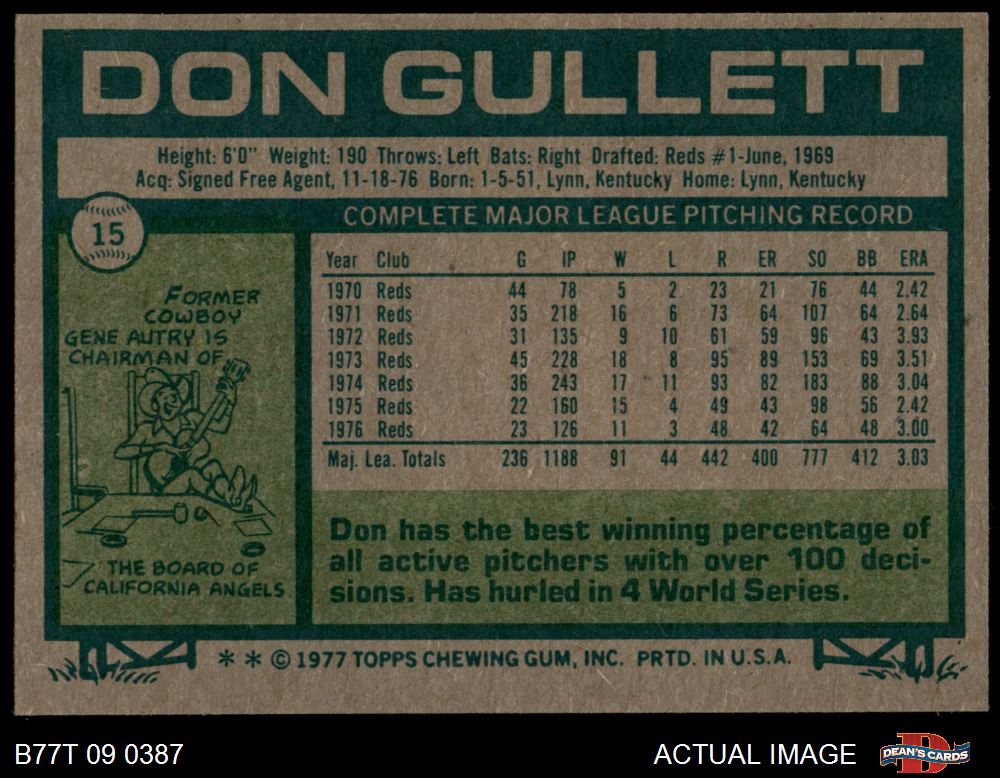 DON GULLETT
Height: 6'0" Weight: 190 Throws: Left Bats: Right Drafted: Reds #1-June, 1969
Acq: Signed Free Agent, 11-18-76 Born: 1-5-51, Lynn, Kentucky Home: Lynn, Kentucky
15
COMPLETE MAJOR LEAGUE PITCHING RECORD
Year Club G IP W L R ER SO BB ERA
1970 Reds 44 78 5 2 23 21 76 44 2.42
1971 Reds 35 218 16 6 73 64 107 64 2.64
1972 Reds 31 135 9 10 61 59 96 43 3.93
1973 Reds 45 228 18 8 95 89 153 69 3.51
1974 Reds 36 243 17 11 93 82 183 88 3.04
1975 Reds 22 160 15 4 49 43 98 56 2.42
1976 Reds 23 126 11 3 48 42 64 48 3.00
Maj. Lea. Totals 236 1188 91 44 442 400 777 412 3.03
FORMER
COWBOY
GENE AUTRY IS
CHAIRMAN OF
THE BOARD OF
CALIFORNIA ANGELS
Don has the best winning percentage of
all active pitchers with over 100 deci-
sions. Has hurled in 4 World Series.
* * © 1977 TOPPS CHEWING GUM, INC. PRTD. IN U.S.A.
B77T 09 0387
ACTUAL IMAGE
D
DEAN'S CARDS